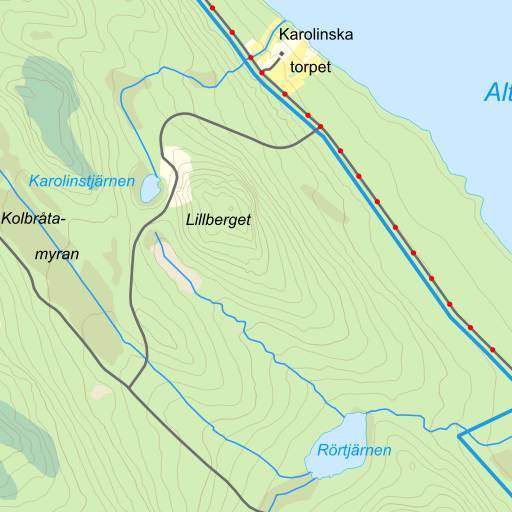 Karolinska
torpet
Alt
Karolinstjärnen
Kolbråta-
myran
Lillberget
Rörtjärnen